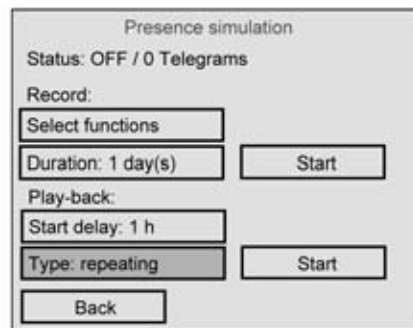 Presence simulation
Status: OFF / 0 Telegrams
Record:
Select functions
Duration: 1 day(s) Start
Play-back:
Start delay: 1 h
Type: repeating Start
Back